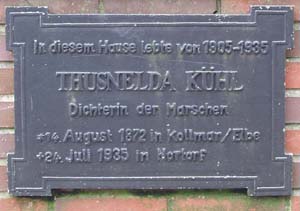 In diesem Hause lebte von 1905-1935
THUSNELDA KÜHL
Dichterin der Marschen
*14. August 1872 in Kollmar/Elbe
+24. Juli 1935 in Nortorf